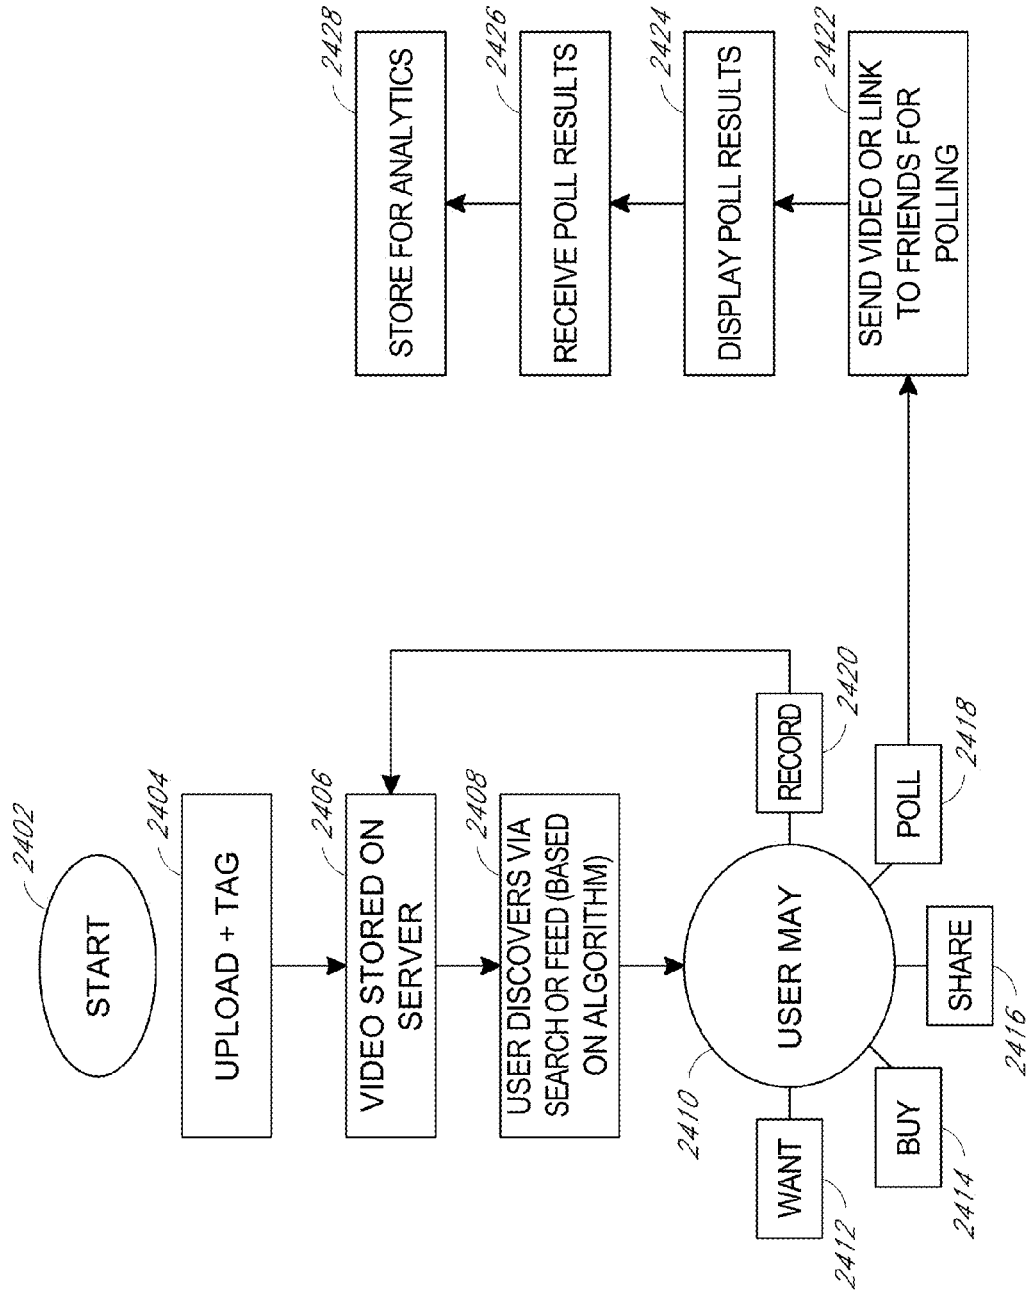 START
2402
UPLOAD + TAG
2404
VIDEO STORED ON
SERVER
2406
USER DISCOVERS VIA
SEARCH OR FEED (BASED
ON ALGORITHM)
2408
USER MAY
2410
WANT
2412
BUY
2414
SHARE
2416
POLL
2418
RECORD
2420
SEND VIDEO OR LINK
TO FRIENDS FOR
POLLING
2422
DISPLAY POLL RESULTS
2424
RECEIVE POLL RESULTS
2426
STORE FOR ANALYTICS
2428